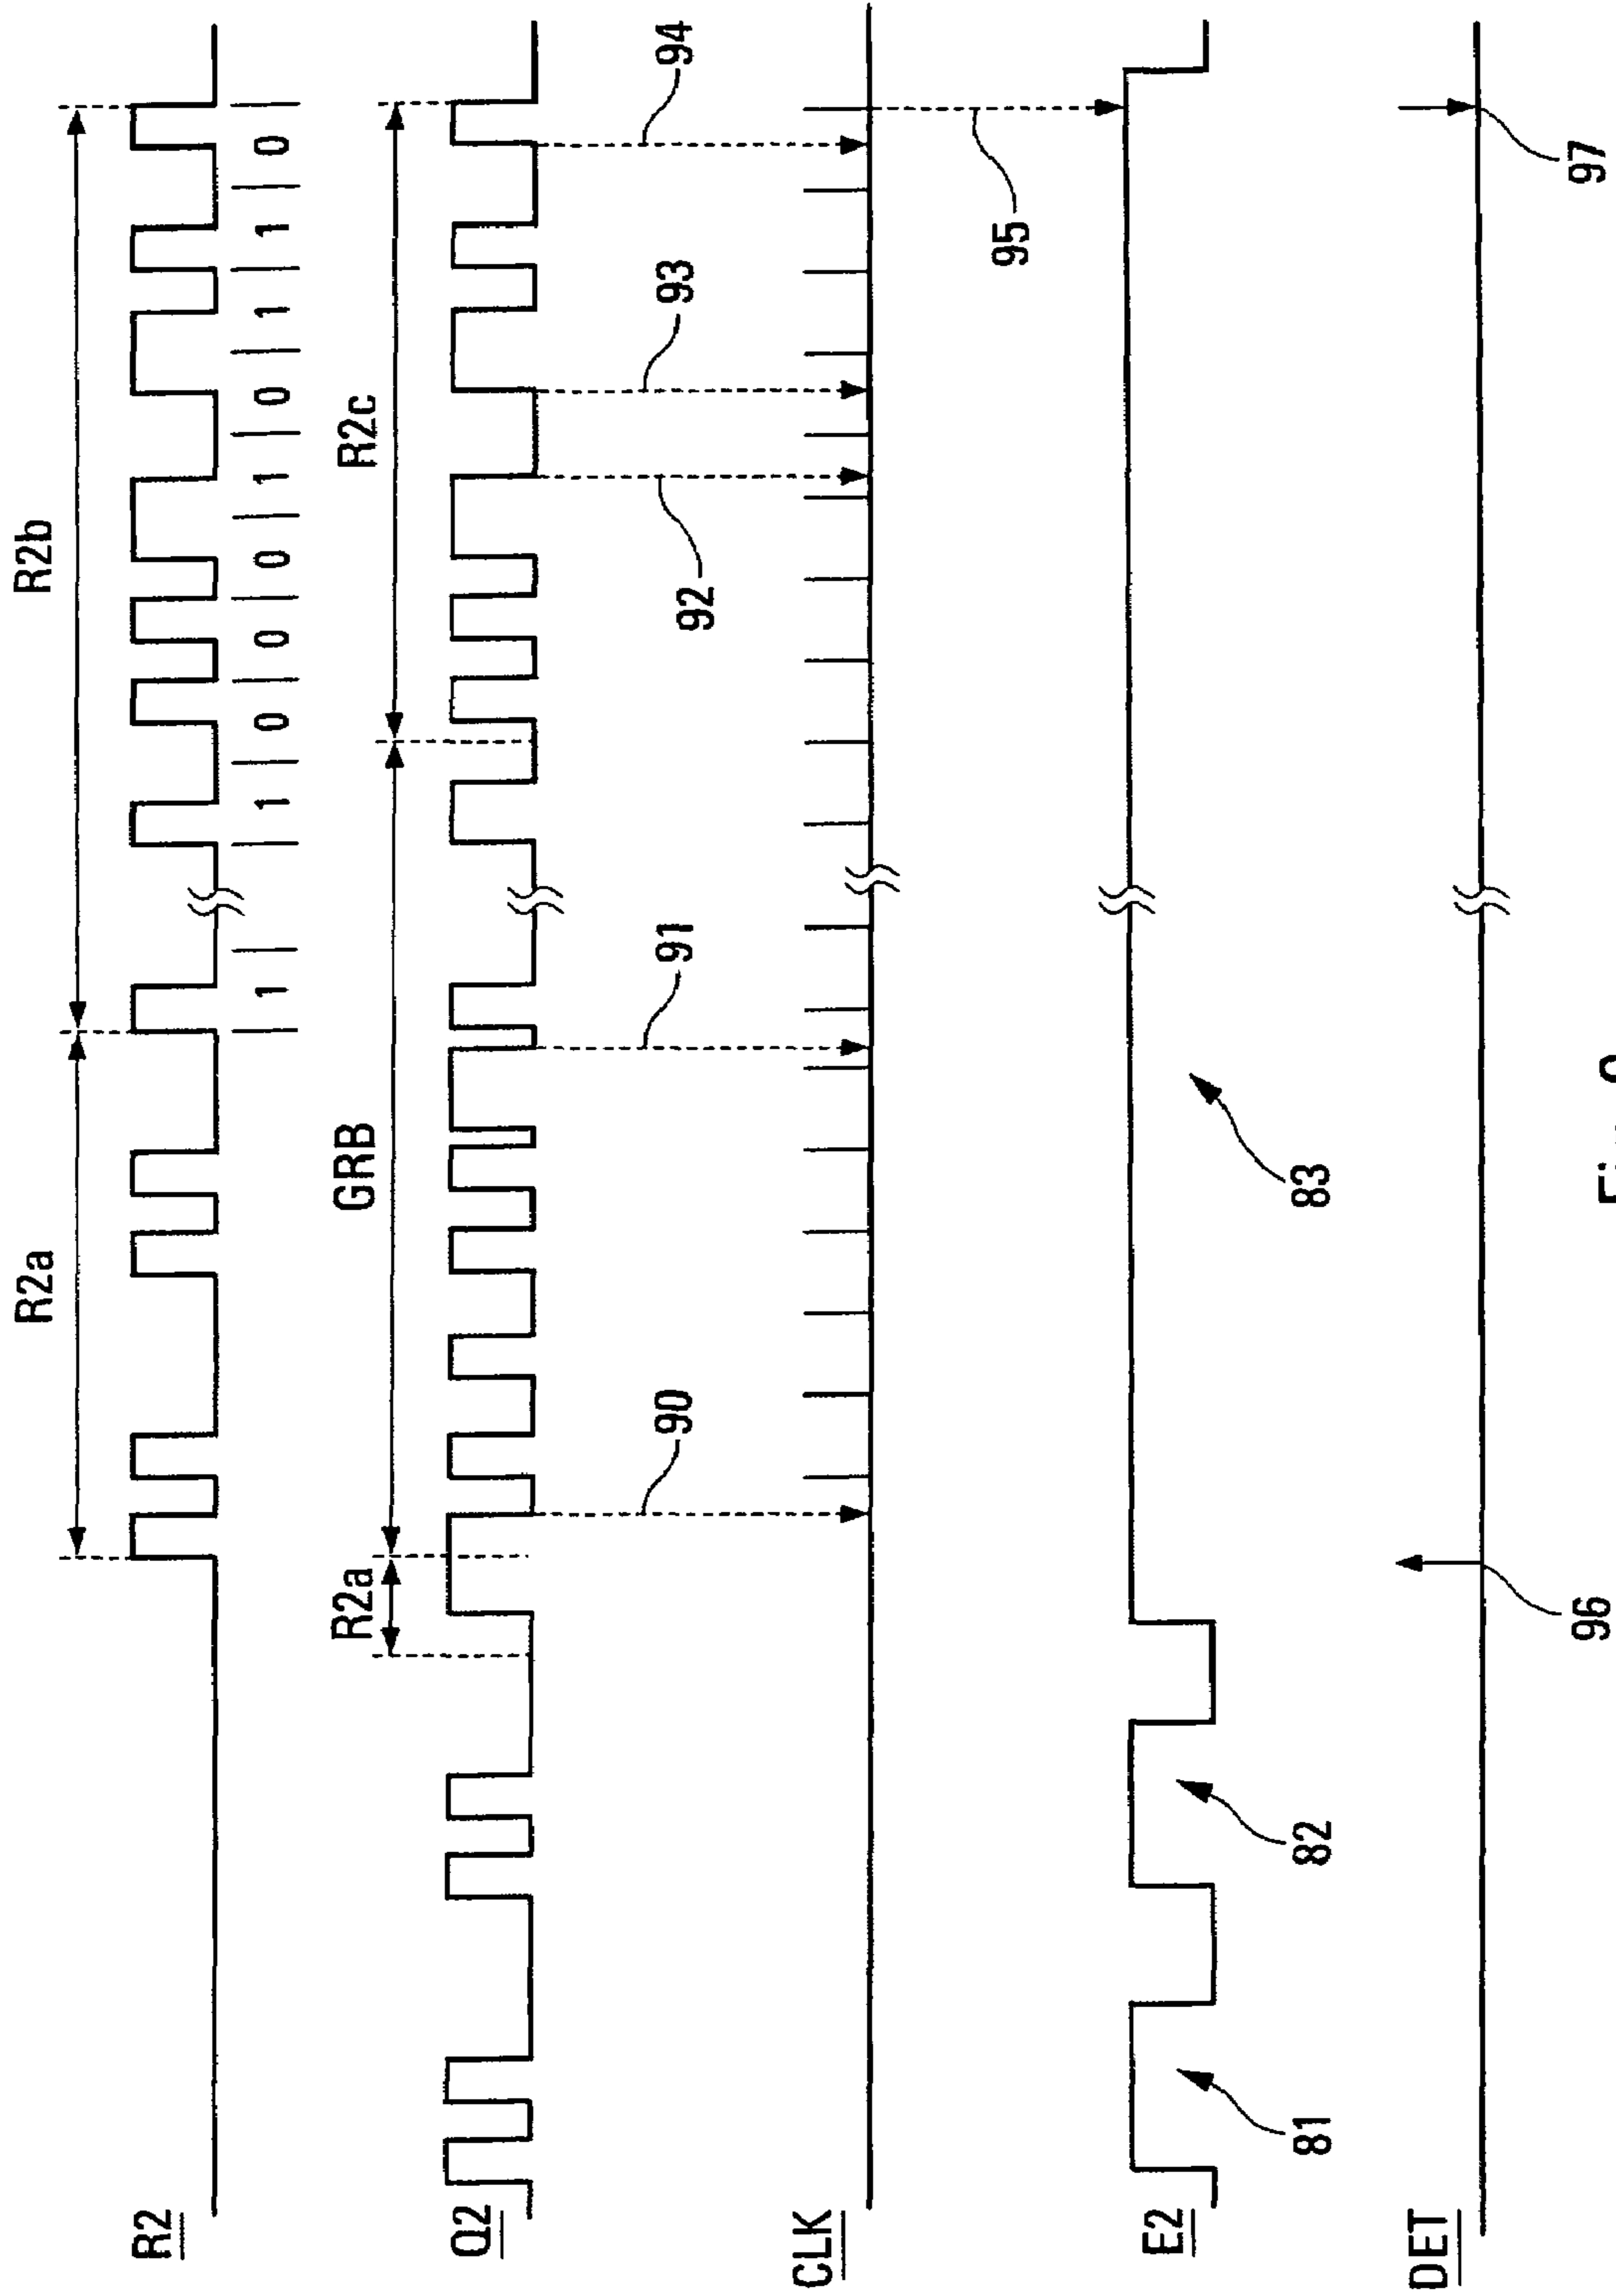 R2a R2b
R2
1 1 0 0 0 1 0 1 1 0
R2a GRB R2c
Q2
90 91 92 93 94
CLK
95
E2
81 82 83
DET
96 97